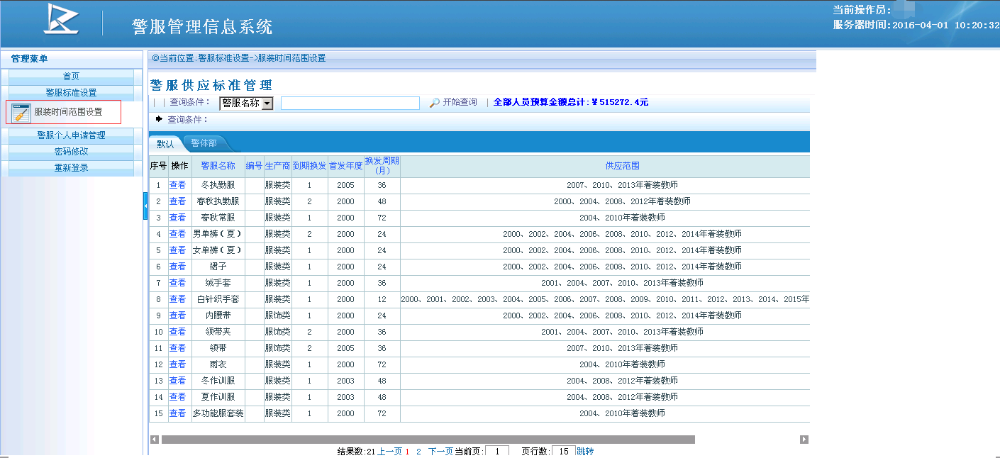 当前操作员:
警服管理信息系统
服务器时间:2016-04-01 10:20:32
管理菜单
首页
警服标准设置
服装时间范围设置
警服个人申请管理
密码修改
重新登录
◎当前位置:警服标准设置->服装时间范围设置
警服供应标准管理
| | 查询条件： 警服名称 开始查询 | 全部人员预算金额总计:￥515272.4元
查询条件：
默认 警体部
序号 操作 警服名称 编号 生产商 到期换发 首发年度 换发周期(月) 供应范围
1 查看 冬执勤服 服装类 1 2005 36 2007、2010、2013年着装教师
2 查看 春秋执勤服 服装类 2 2000 48 2000、2004、2008、2012年着装教师
3 查看 春秋常服 服装类 1 2000 72 2004、2010年着装教师
4 查看 男单裤(夏) 服装类 2 2000 24 2000、2002、2004、2006、2008、2010、2012、2014年着装教师
5 查看 女单裤(夏) 服装类 1 2000 24 2000、2002、2004、2006、2008、2010、2012、2014年着装教师
6 查看 裙子 服装类 1 2000 24 2000、2002、2004、2006、2008、2010、2012、2014年着装教师
7 查看 绒手套 服装类 1 2000 36 2001、2004、2007、2010、2013年着装教师
8 查看 白针织手套 服装类 1 2000 12 2000、2001、2002、2003、2004、2005、2006、2007、2008、2009、2010、2011、2012、2013、2014、2015年
9 查看 内腰带 服饰类 1 2000 24 2000、2002、2004、2006、2008、2010、2012、2014年着装教师
10 查看 领带夹 服饰类 2 2000 36 2001、2004、2007、2010、2013年着装教师
11 查看 领带 服饰类 2 2005 36 2007、2010、2013年着装教师
12 查看 雨衣 服装类 1 2000 72 2004、2010年着装教师
13 查看 冬作训服 服装类 1 2003 48 2004、2008、2012年着装教师
14 查看 夏作训服 服装类 1 2003 48 2004、2008、2012年着装教师
15 查看 多功能服套装 服装类 1 2000 72 2004、2010年着装教师
结果数:21 上一页 1 2 下一页 当前页: 1 页行数: 15 跳转